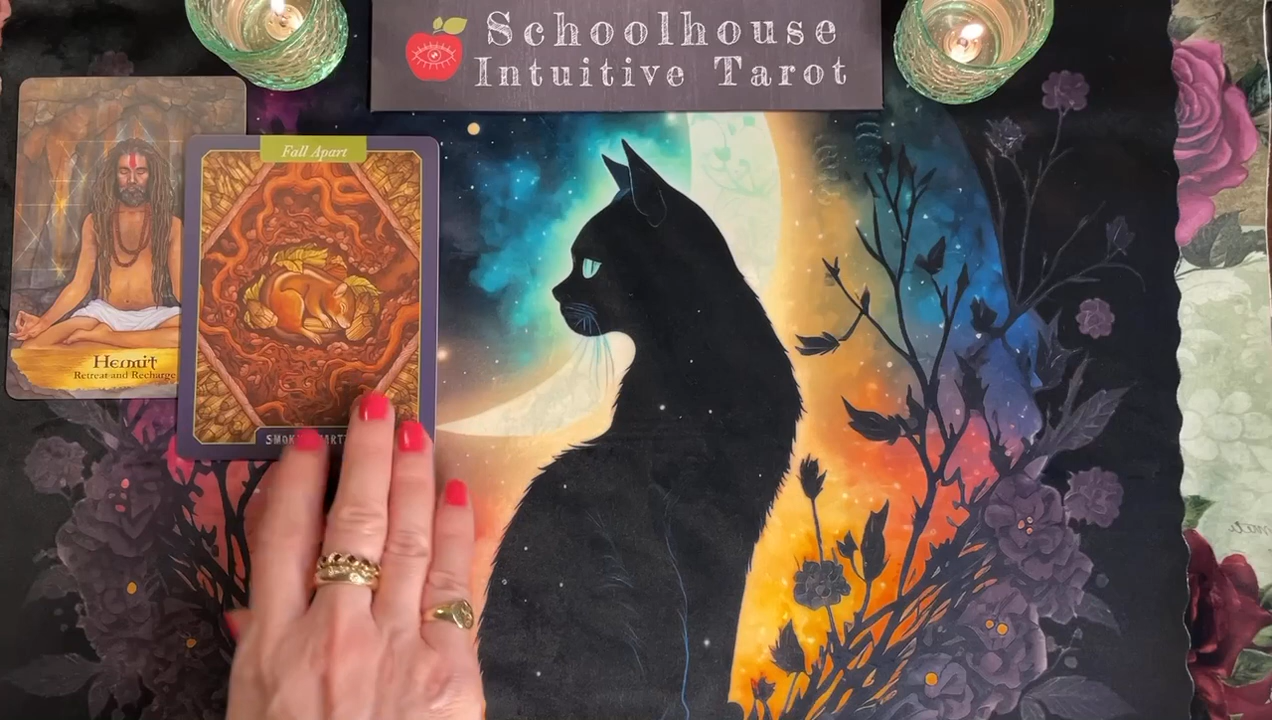 Schoolhouse
Intuitive Tarot
Fall Apart
Hermit
Retreat and Recharge